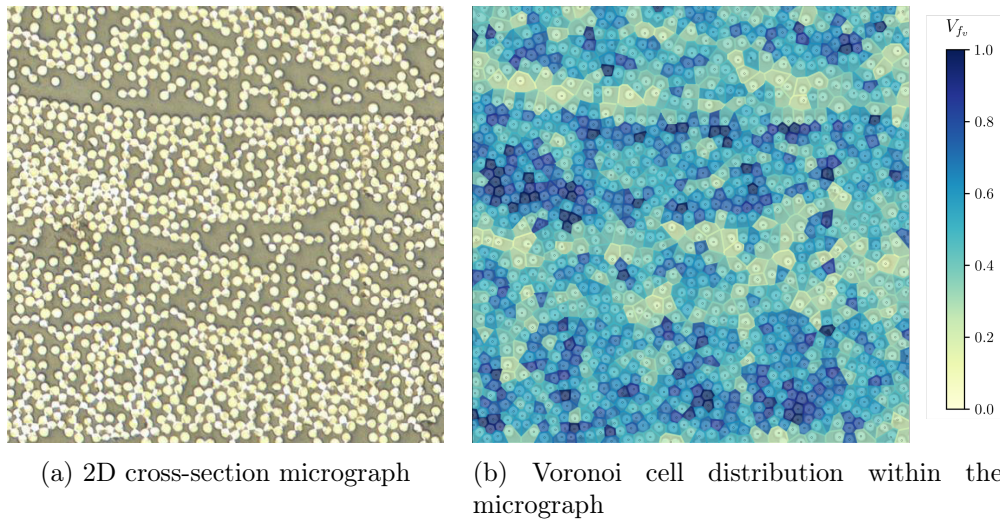 V_{f_v}
1.0
0.8
0.6
0.4
0.2
0.0
(a) 2D cross-section micrograph
(b) Voronoi cell distribution within the
micrograph